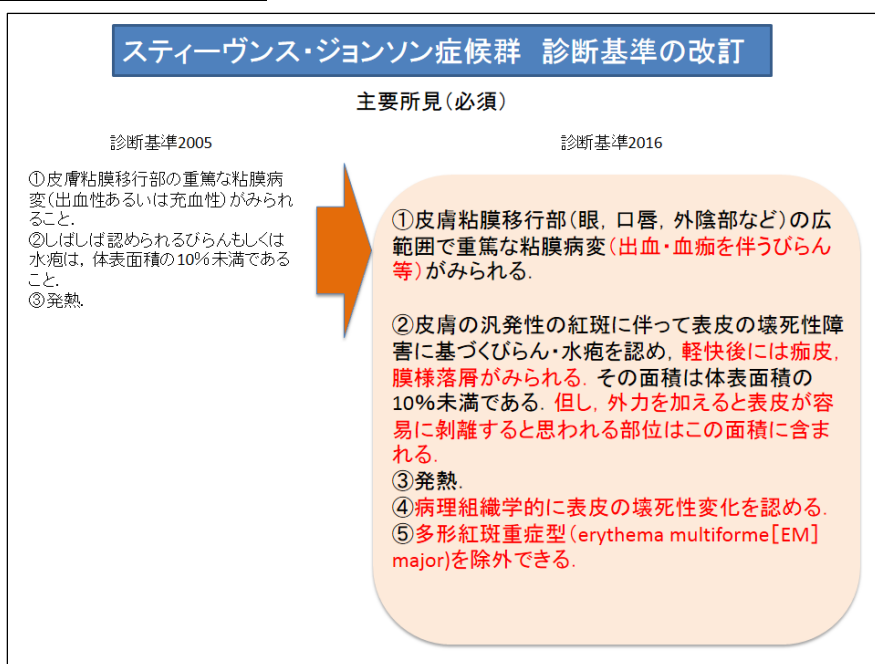 スティーヴンス・ジョンソン症候群 診断基準の改訂
主要所見(必須)
診断基準2005
①皮膚粘膜移行部の重篤な粘膜病
変(出血性あるいは充血性)がみられ
ること.
②しばしば認められるびらんもしくは
水疱は, 体表面積の10%未満である
こと.
③発熱.
診断基準2016
①皮膚粘膜移行部(眼, 口唇, 外陰部など)の広
範囲で重篤な粘膜病変(出血・血痂を伴うびらん
等)がみられる.
②皮膚の汎発性の紅斑に伴って表皮の壊死性障
害に基づくびらん・水疱を認め, 軽快後には痂皮,
膜様落屑がみられる. その面積は体表面積の
10%未満である. 但し, 外力を加えると表皮が容
易に剝離すると思われる部位はこの面積に含ま
れる.
③発熱.
④病理組織学的に表皮の壊死性変化を認める.
⑤多形紅斑重症型(erythema multiforme[EM]
major)を除外できる.